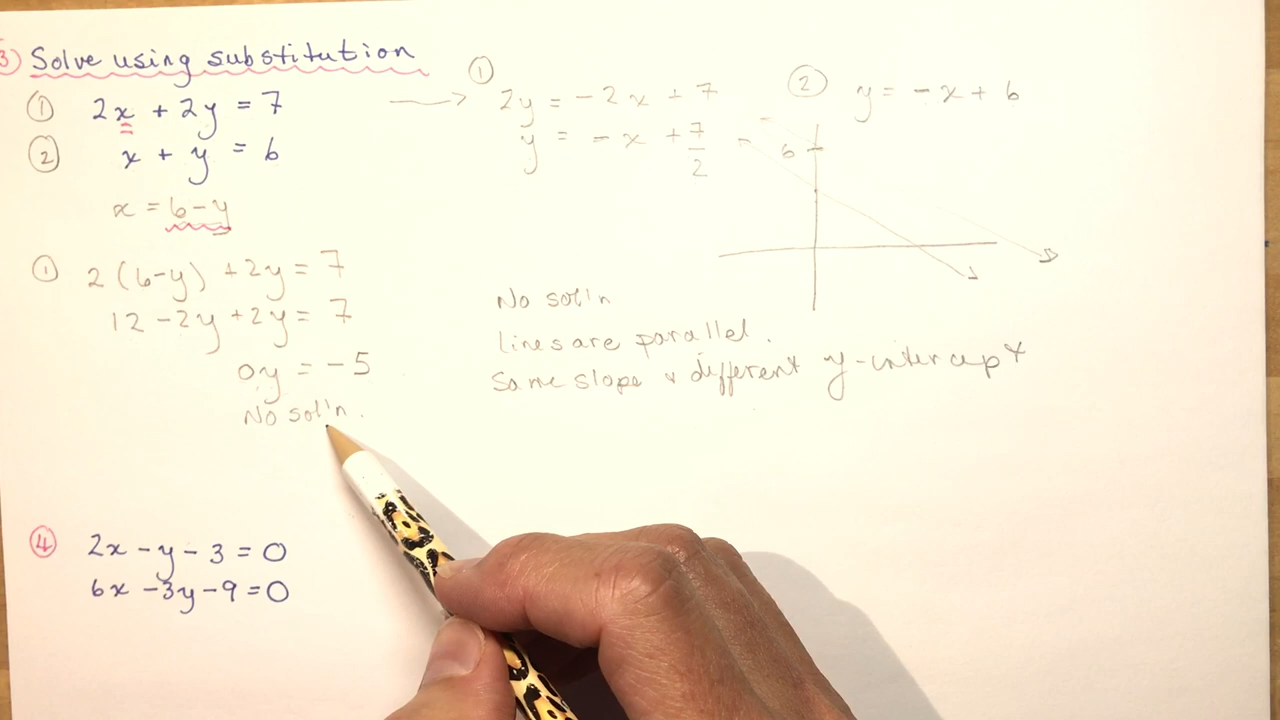 3 Solve using substitution
① 2x + 2y = 7
② x + y = 6
x = 6 - y
① 2(6-y) + 2y = 7
12 - 2y + 2y = 7
0y = -5
No sol'n.
→ ① 2y = -2x + 7
y = -x + 7/2
② y = -x + 6
6
No sol'n
lines are parallel.
Same slope & different y-intercept
④ 2x - y - 3 = 0
6x - 3y - 9 = 0